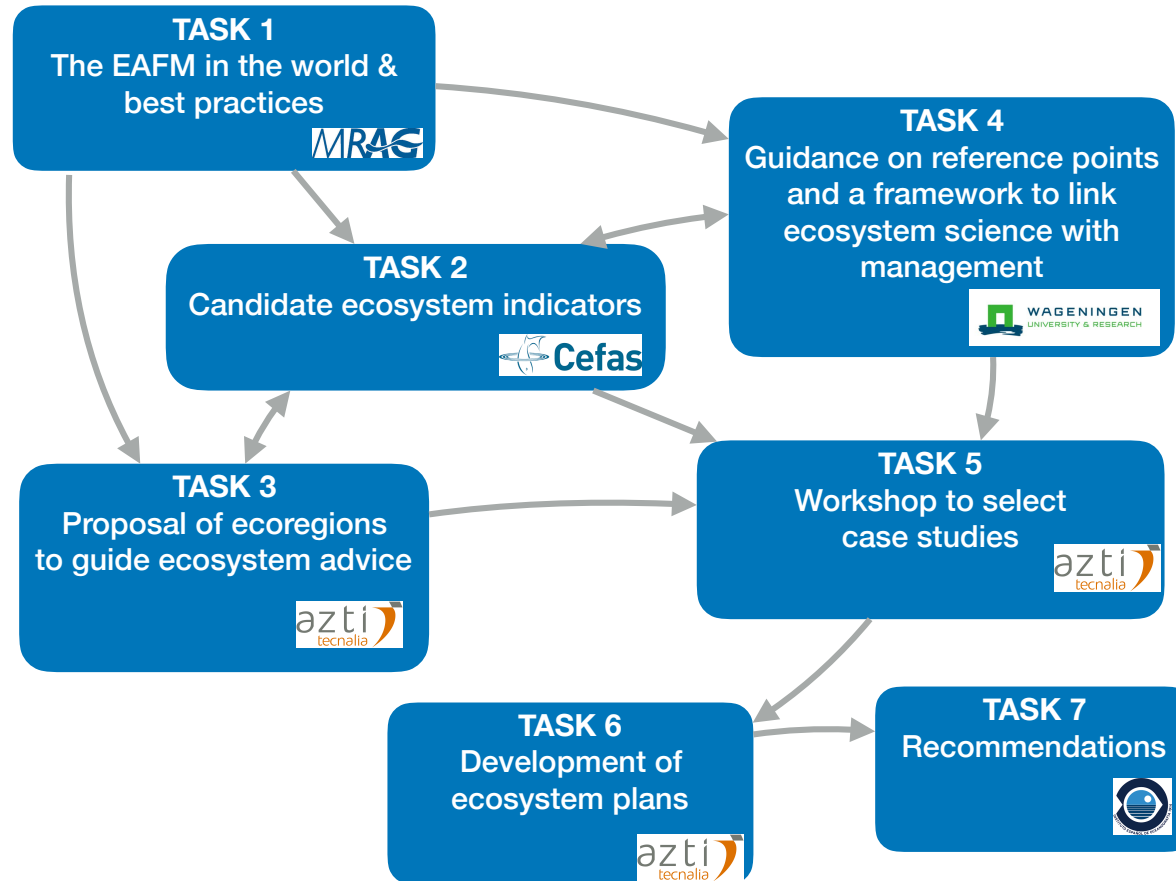 TASK 1
The EAFM in the world &
best practices
MRAG
TASK 4
Guidance on reference points
and a framework to link
ecosystem science with
management
WAGENINGEN
UNIVERSITY & RESEARCH
TASK 2
Candidate ecosystem indicators
Cefas
TASK 3
Proposal of ecoregions
to guide ecosystem advice
azti
tecnalia
TASK 5
Workshop to select
case studies
azti
tecnalia
TASK 6
Development of
ecosystem plans
azti
tecnalia
TASK 7
Recommendations